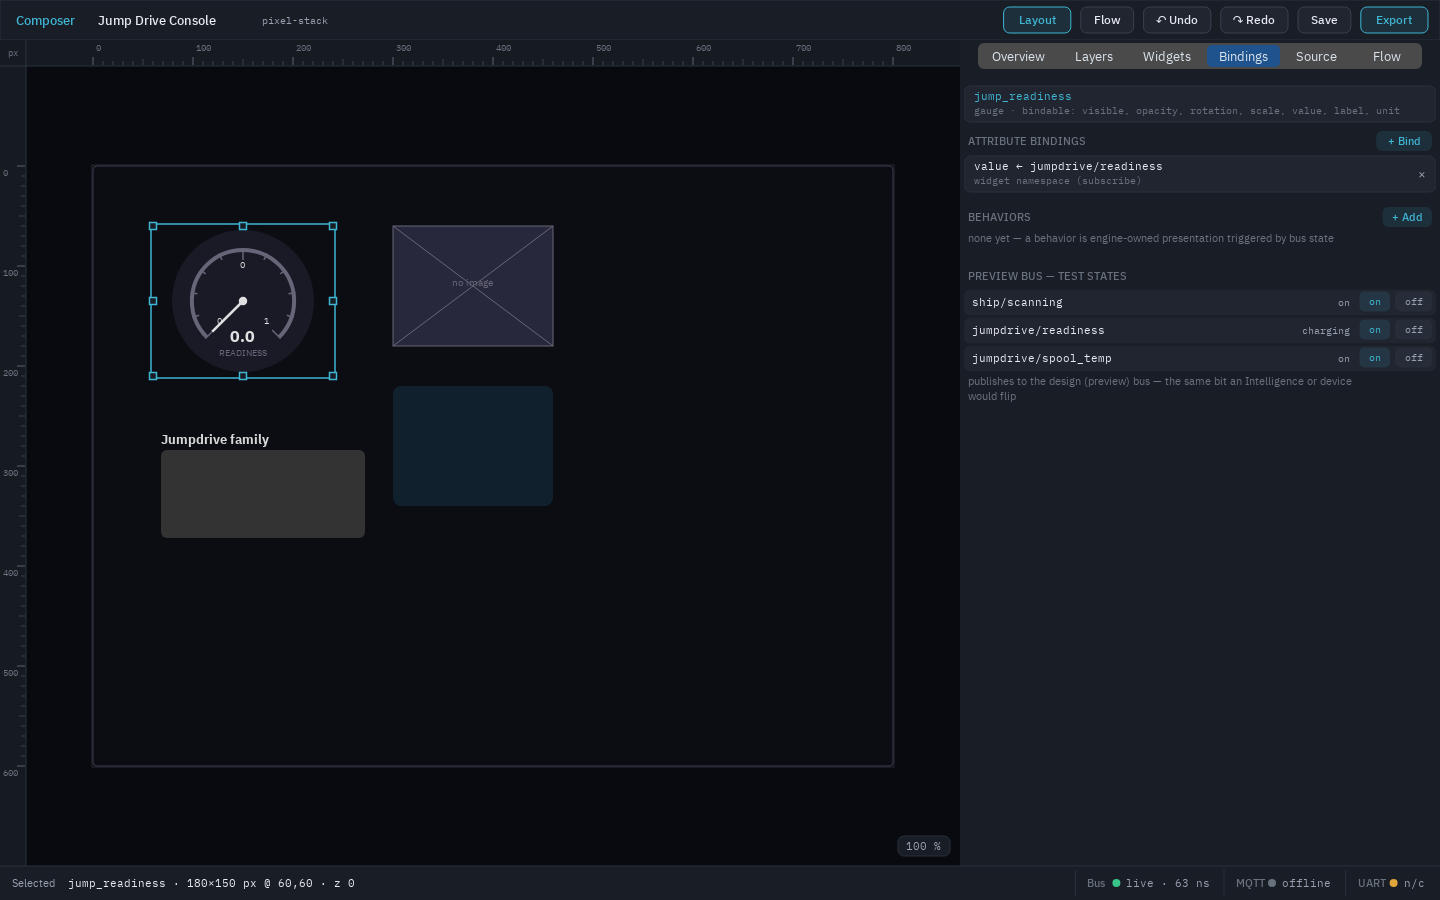 Composer Jump Drive Console pixel-stack Layout Flow ↶ Undo ↷ Redo Save Export
px 0 100 200 300 400 500 600 700 800
Overview Layers Widgets Bindings Source Flow
jump_readiness
gauge · bindable: visible, opacity, rotation, scale, value, label, unit
ATTRIBUTE BINDINGS + Bind
value ← jumpdrive/readiness
widget namespace (subscribe) ×
BEHAVIORS + Add
none yet — a behavior is engine-owned presentation triggered by bus state
PREVIEW BUS — TEST STATES
ship/scanning on on off
jumpdrive/readiness charging on off
jumpdrive/spool_temp on on off
publishes to the design (preview) bus — the same bit an Intelligence or device
would flip
0
100
200
300
400
500
600
0
0 1
0.0
READINESS
no image
Jumpdrive family
100 %
Selected jump_readiness · 180×150 px @ 60,60 · z 0 Bus live · 63 ns MQTT offline UART n/c